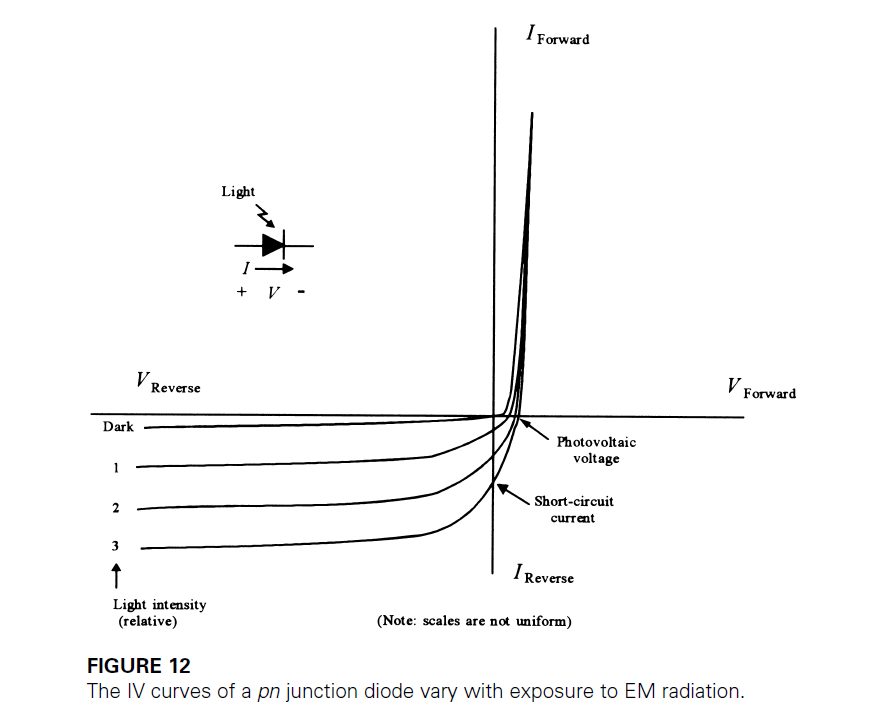 I Forward
Light
I
+ V -
V Reverse
V Forward
Dark
Photovoltaic
voltage
1
2
Short-circuit
current
3
I Reverse
Light intensity
(relative)
(Note: scales are not uniform)
FIGURE 12
The IV curves of a pn junction diode vary with exposure to EM radiation.